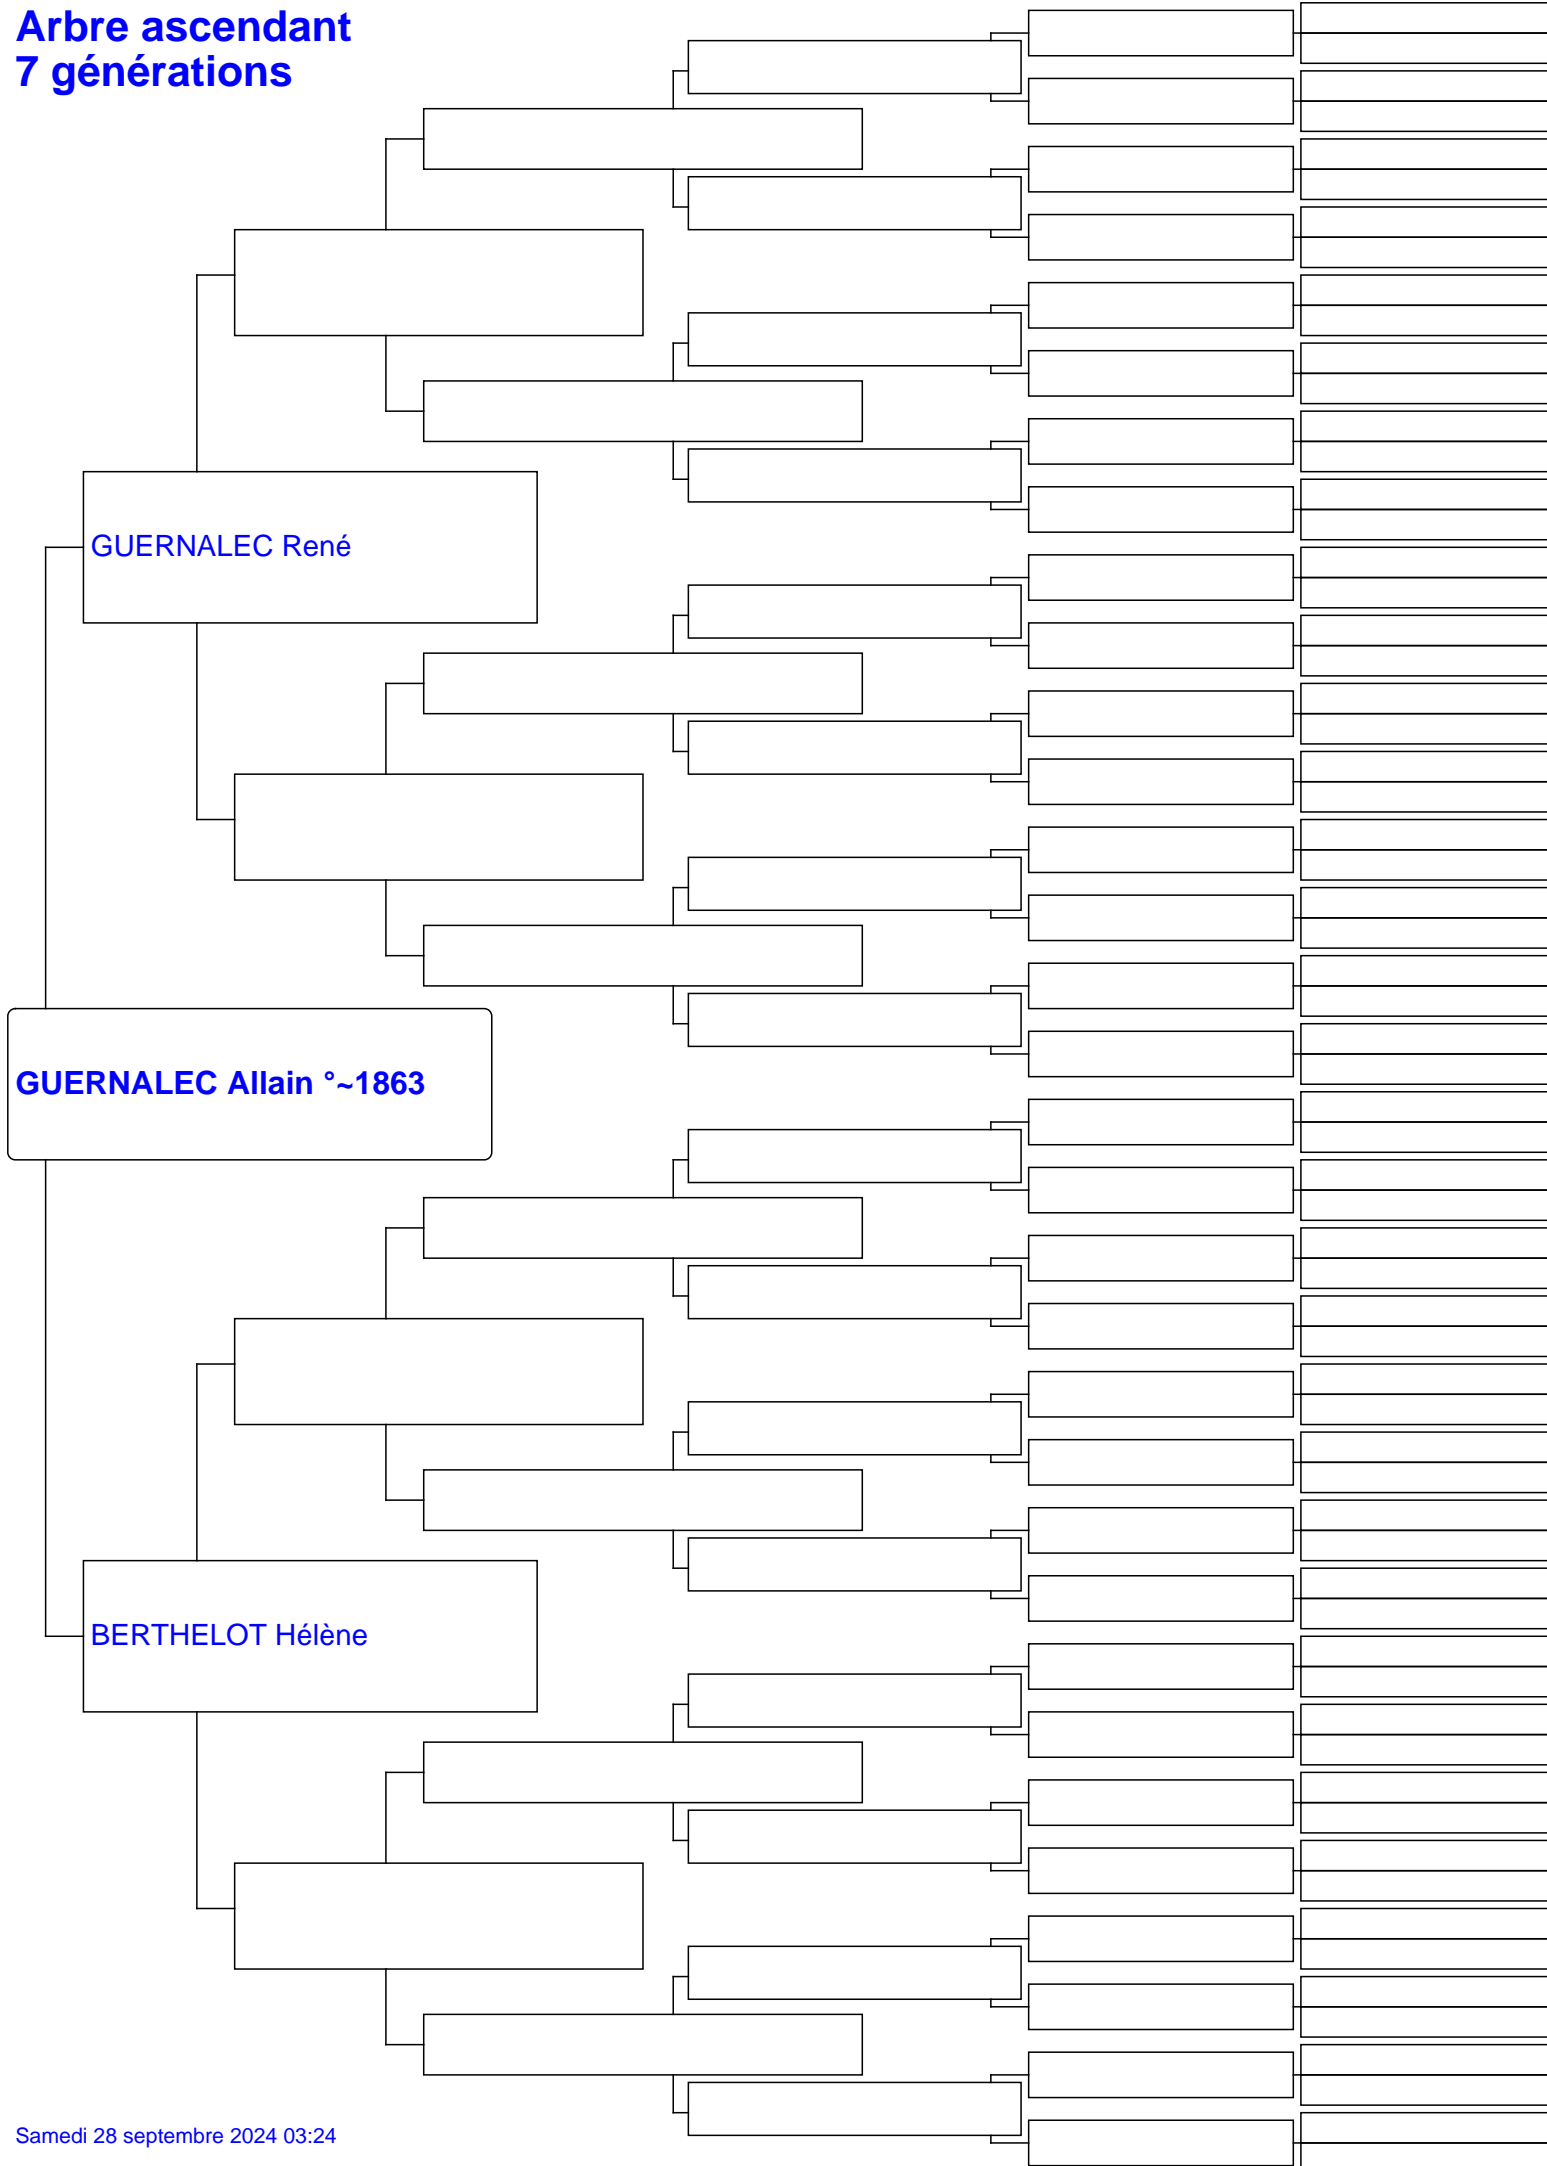 Arbre ascendant
7 générations
GUERNALEC René
GUERNALEC Allain °~1863
BERTHELOT Hélène
Samedi 28 septembre 2024 03:24